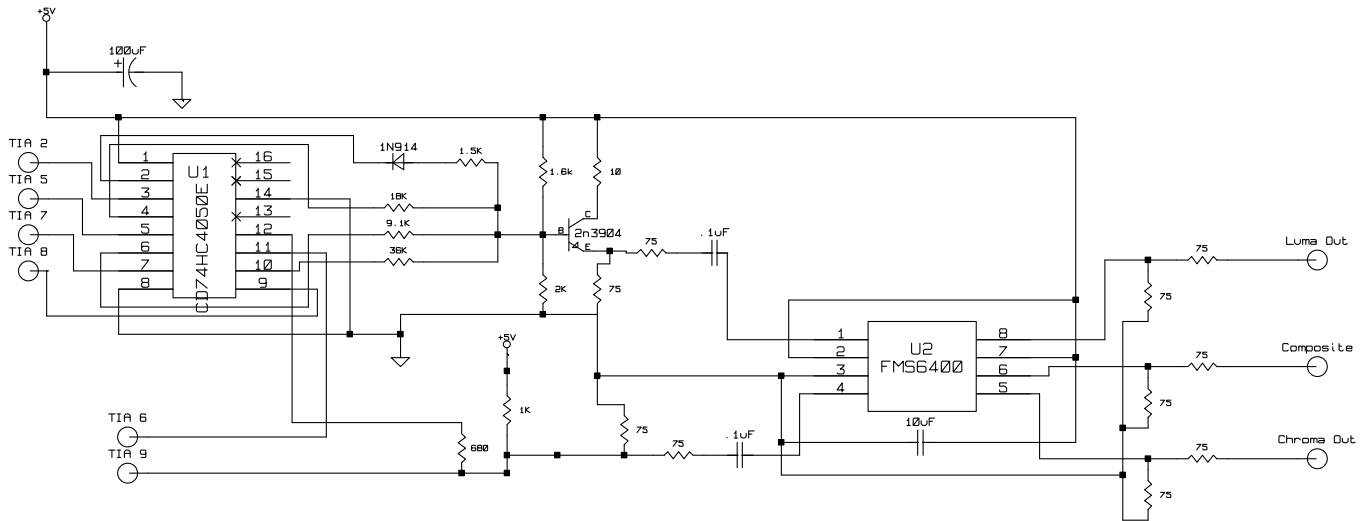 +5V
100uF
+
TIA 2
TIA 5
TIA 7
TIA 8
U1
CD74HC4050E
1
2
3
4
5
6
7
8
16
15
14
13
12
11
10
9
1N914
1.5K
18K
9.1K
36K
1.6k
10
C
B
E
2n3904
75
.1uF
2K
75
Luma Out
75
75
+5V
1K
U2
FMS6400
1
2
3
4
8
7
6
5
Composite
75
75
10uF
TIA 6
TIA 9
680
75
75
.1uF
Chroma Out
75
75